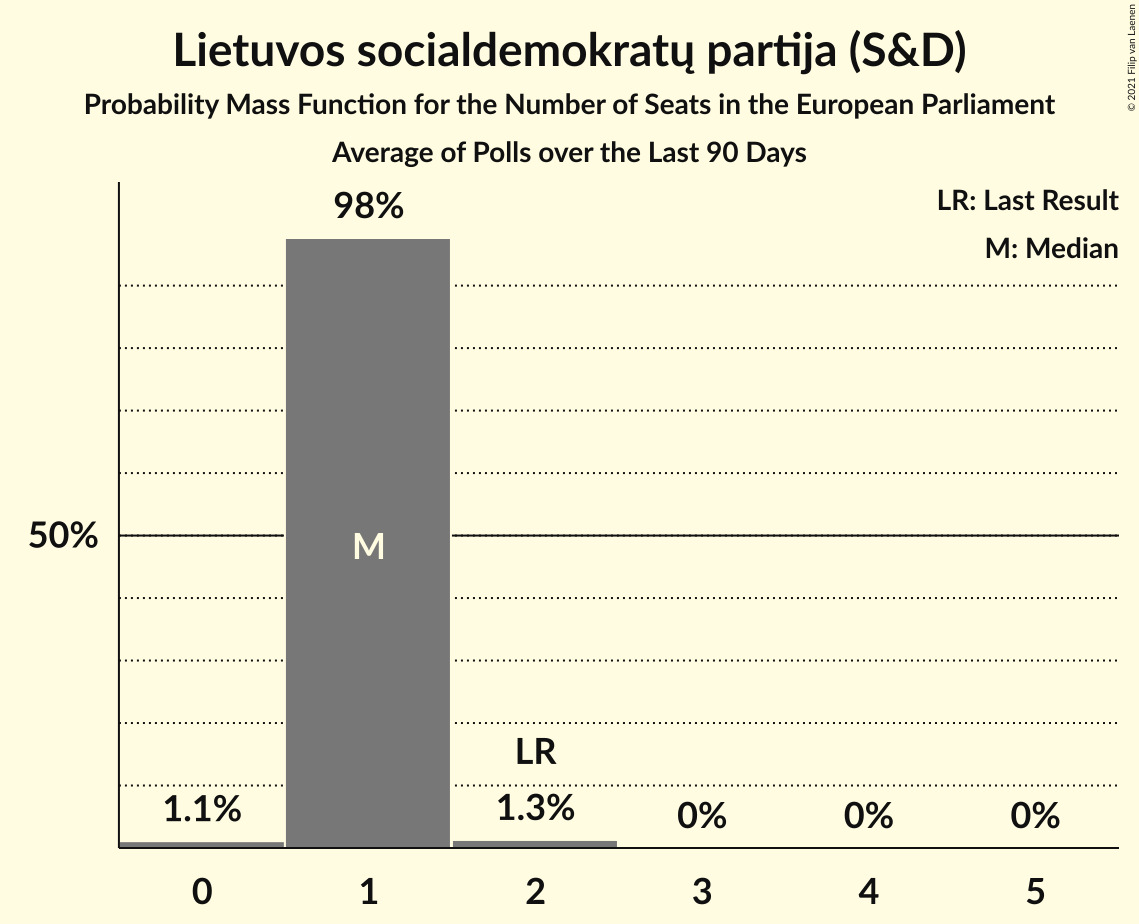 Lietuvos socialdemokratų partija (S&D)
Probability Mass Function for the Number of Seats in the European Parliament
Average of Polls over the Last 90 Days
© 2021 Filip van Laenen
LR: Last Result
M: Median
98%
50%
M
LR
1.1%
1.3%
0%
0%
0%
0
1
2
3
4
5